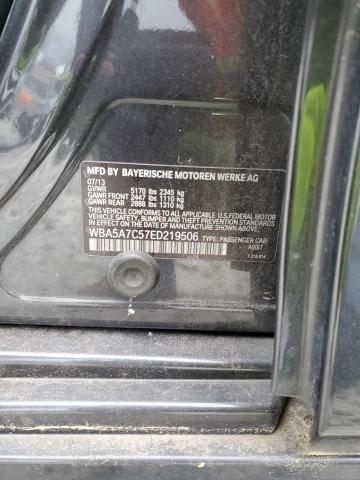 MFD BY BAYERISCHE MOTOREN WERKE AG
07/13
GVWR 5170 lbs 2345 kg
GAWR FRONT 2447 lbs 1110 kg
GAWR REAR 2888 lbs 1310 kg
THIS VEHICLE CONFORMS TO ALL APPLICABLE U.S. FEDERAL MOTOR
VEHICLE SAFETY, BUMPER, AND THEFT PREVENTION STANDARDS
IN EFFECT ON THE DATE OF MANUFACTURE SHOWN ABOVE.
WBA5A7C57ED219506 TYPE: PASSENGER CAR